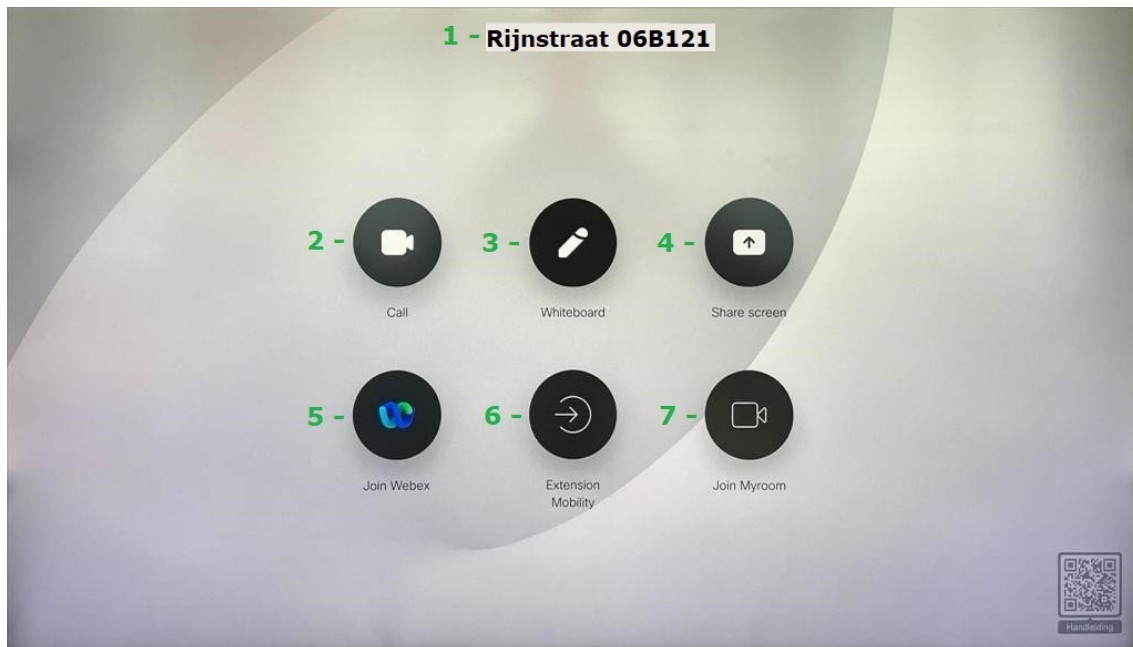 1 - Rijnstraat 06B121
2 -
3 -
4 -
Call
Whiteboard
Share screen
5 -
6 -
7 -
Join Webex
Extension
Mobility
Join Myroom
Handleiding